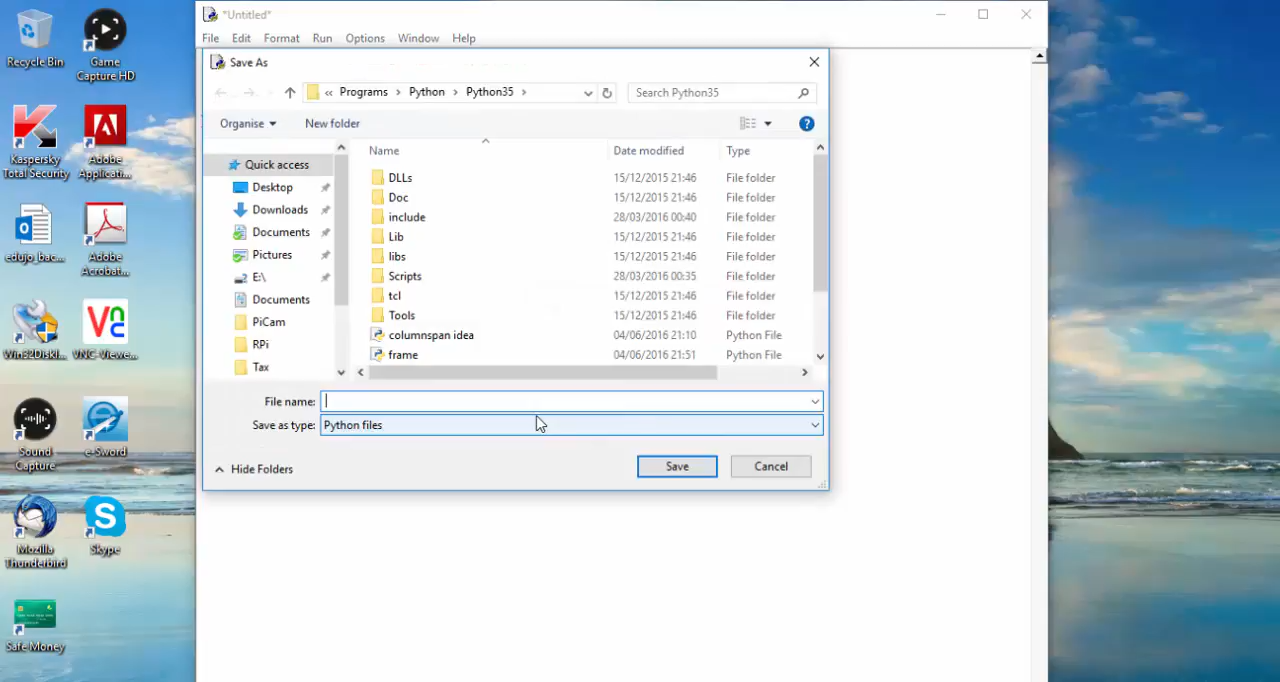 *Untitled*
File Edit Format Run Options Window Help
Save As
« Programs > Python > Python35 >
Search Python35
Organise New folder
?
Name Date modified Type
Quick access
Desktop
Downloads
Documents
Pictures
E:\
Documents
PiCam
RPi
Tax
DLLs 15/12/2015 21:46 File folder
Doc 15/12/2015 21:46 File folder
include 28/03/2016 00:40 File folder
Lib 15/12/2015 21:46 File folder
libs 15/12/2015 21:46 File folder
Scripts 28/03/2016 00:35 File folder
tcl 15/12/2015 21:46 File folder
Tools 15/12/2015 21:46 File folder
columnspan idea 04/06/2016 21:10 Python File
frame 04/06/2016 21:51 Python File
File name:
Save as type: Python files
Hide Folders
Save Cancel
Recycle Bin
Game
Capture HD
Kaspersky
Total Security
Adobe
Applicati...
edujo_bac...
Adobe
Acrobat...
Win32DiskI...
VNC-Viewe...
Sound
Capture
e-Sword
Mozilla
Thunderbird
Skype
Safe Money